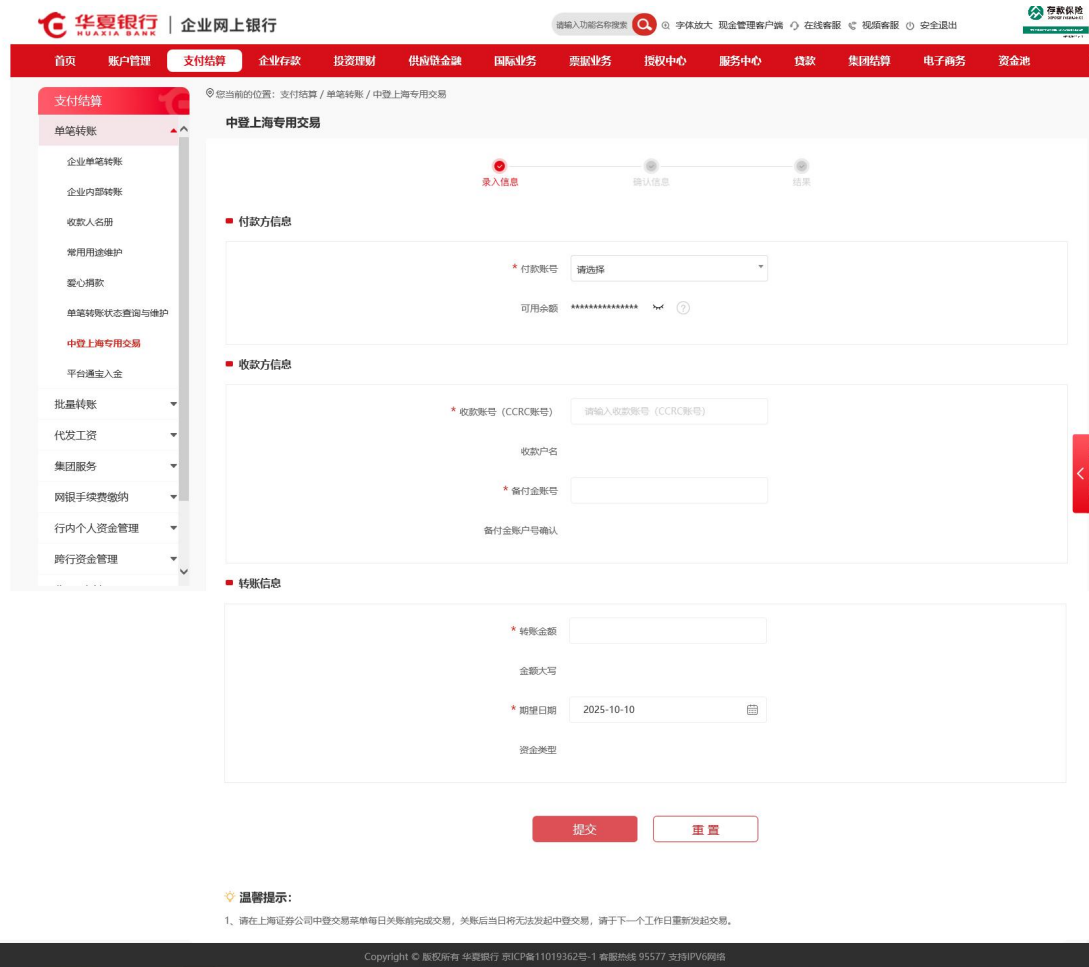 华夏银行
HUAXIA BANK
企业网上银行
请输入功能名称搜索
字体放大 现金管理客户端 在线客服 视频客服 安全退出
存款保险
首页 账户管理 支付结算 企业存款 投资理财 供应链金融 国际业务 票据业务 授权中心 服务中心 贷款 集团结算 电子商务 资金池
支付结算
您当前的位置：支付结算 / 单笔转账 / 中登上海专用交易
单笔转账
企业单笔转账
企业内部转账
收款人名册
常用用途维护
爱心捐款
单笔转账状态查询与维护
中登上海专用交易
平台通宝入金
批量转账
代发工资
集团服务
网银手续费缴纳
行内个人资金管理
跨行资金管理
中登上海专用交易
录入信息 确认信息 结果
付款方信息
* 付款账号 请选择
可用余额 ***************
收款方信息
* 收款账号（CCRC账号） 请输入收款账号（CCRC账号）
收款户名
* 备付金账号
备付金账户号确认
转账信息
* 转账金额
金额大写
* 期望日期 2025-10-10
资金类型
提交 重置
温馨提示：
1、请在上海证券公司中登交易菜单每日关账前完成交易，关账后当日将无法发起中登交易，请于下一个工作日重新发起交易。
Copyright © 版权所有 华夏银行 京ICP备11019362号-1 客服热线 95577 支持IPV6网络